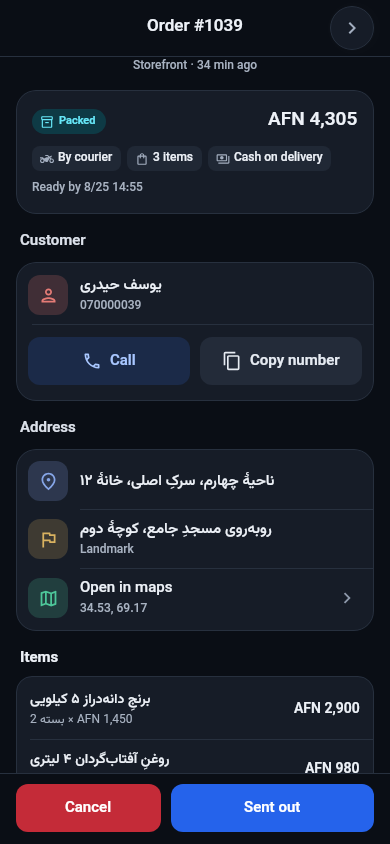 Order #1039
Storefront · 34 min ago
Packed
AFN 4,305
By courier
3 items
Cash on delivery
Ready by 8/25 14:55
Customer
یوسف حیدری
070000039
Call
Copy number
Address
ناحیهٔ چهارم، سرکِ اصلی، خانهٔ ۱۲
روبه‌روی مسجدِ جامع، کوچهٔ دوم
Landmark
Open in maps
34.53, 69.17
Items
برنجِ دانه‌دراز ۵ کیلویی
AFN 2,900
2 بسته × AFN 1,450
روغنِ آفتاب‌گردان ۴ لیتری
AFN 980
Cancel
Sent out